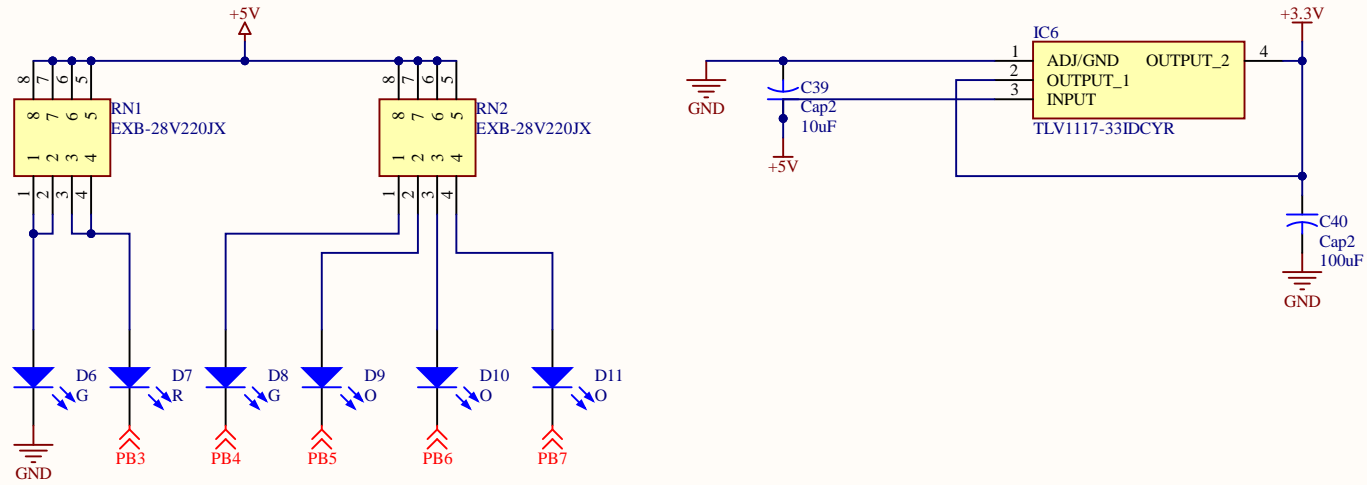 +5V
8
7
6
5
8
7
6
5
1
2
3
4
1
2
3
4
RN1
EXB-28V220JX
8
7
6
5
8
7
6
5
1
2
3
4
1
2
3
4
RN2
EXB-28V220JX
D6
G
D7
R
D8
G
D9
O
D10
O
D11
O
GND
PB3
PB4
PB5
PB6
PB7
+3.3V
IC6
1
ADJ/GND
OUTPUT_2
4
2
OUTPUT_1
3
INPUT
TLV1117-33IDCYR
GND
C39
Cap2
10uF
+5V
C40
Cap2
100uF
GND